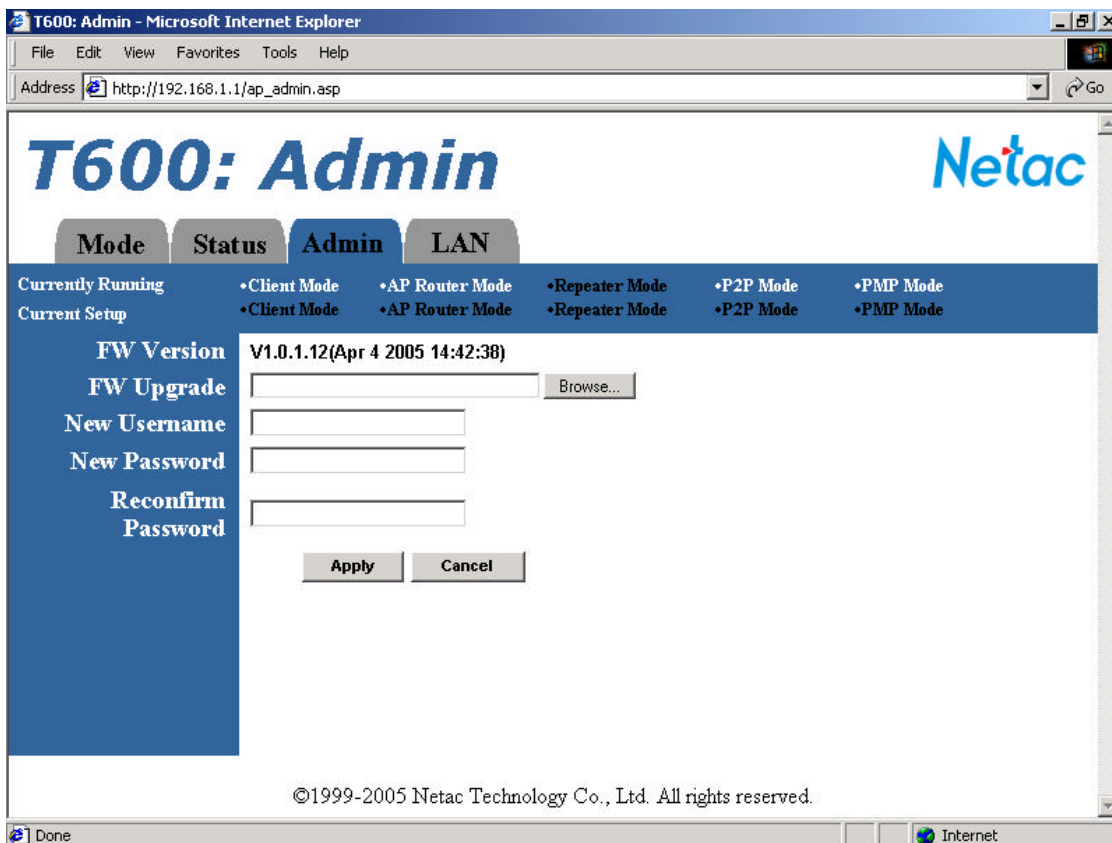 T600: Admin - Microsoft Internet Explorer
File Edit View Favorites Tools Help
Address http://192.168.1.1/ap_admin.asp Go
T600: Admin
Netac
Mode Status Admin LAN
Currently Running •Client Mode •AP Router Mode •Repeater Mode •P2P Mode •PMP Mode
Current Setup •Client Mode •AP Router Mode •Repeater Mode •P2P Mode •PMP Mode
FW Version V1.0.1.12(Apr 4 2005 14:42:38)
FW Upgrade Browse...
New Username
New Password
Reconfirm
Password
Apply Cancel
©1999-2005 Netac Technology Co., Ltd. All rights reserved.
Done Internet